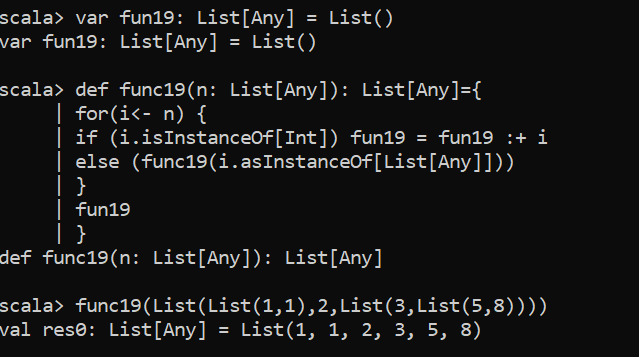 scala> var fun19: List[Any] = List()
var fun19: List[Any] = List()
scala> def func19(n: List[Any]): List[Any]={
| for(i<- n) {
| if (i.isInstanceOf[Int]) fun19 = fun19 :+ i
| else (func19(i.asInstanceOf[List[Any]]))
| }
| fun19
| }
def func19(n: List[Any]): List[Any]
scala> func19(List(List(1,1),2,List(3,List(5,8))))
val res0: List[Any] = List(1, 1, 2, 3, 5, 8)